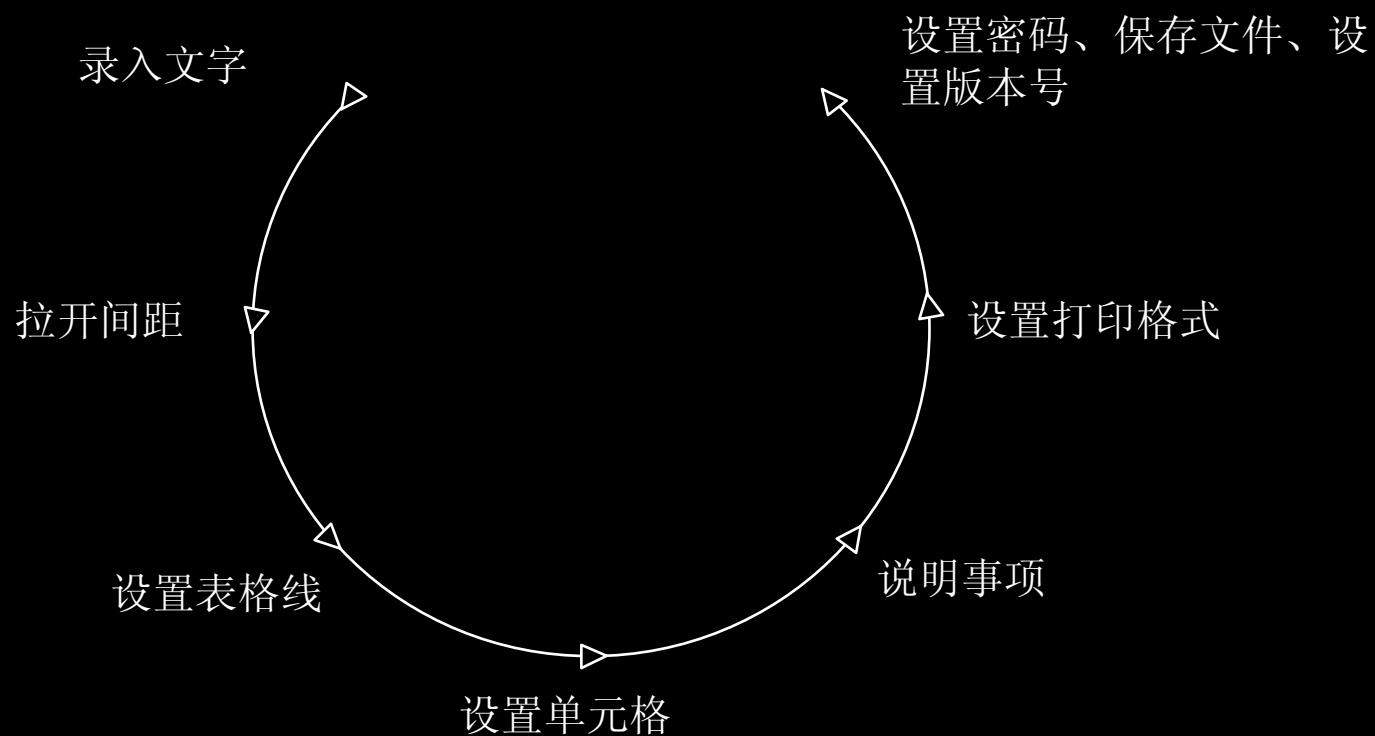 录入文字
拉开间距
设置表格线
设置单元格
说明事项
设置打印格式
设置密码、保存文件、设
置版本号